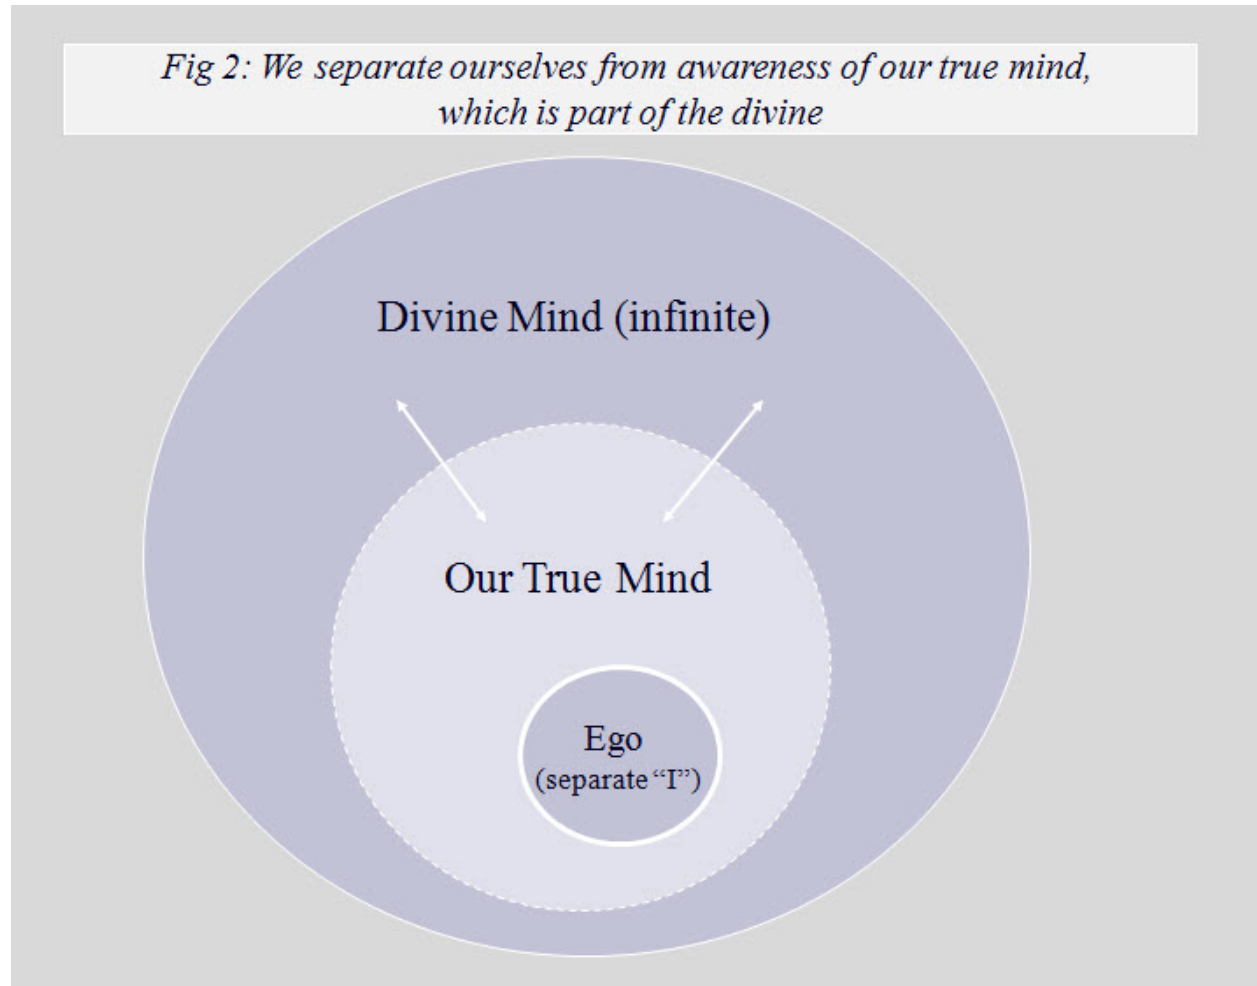 Fig 2: We separate ourselves from awareness of our true mind,
which is part of the divine
Divine Mind (infinite)
Our True Mind
Ego
(separate “I”)